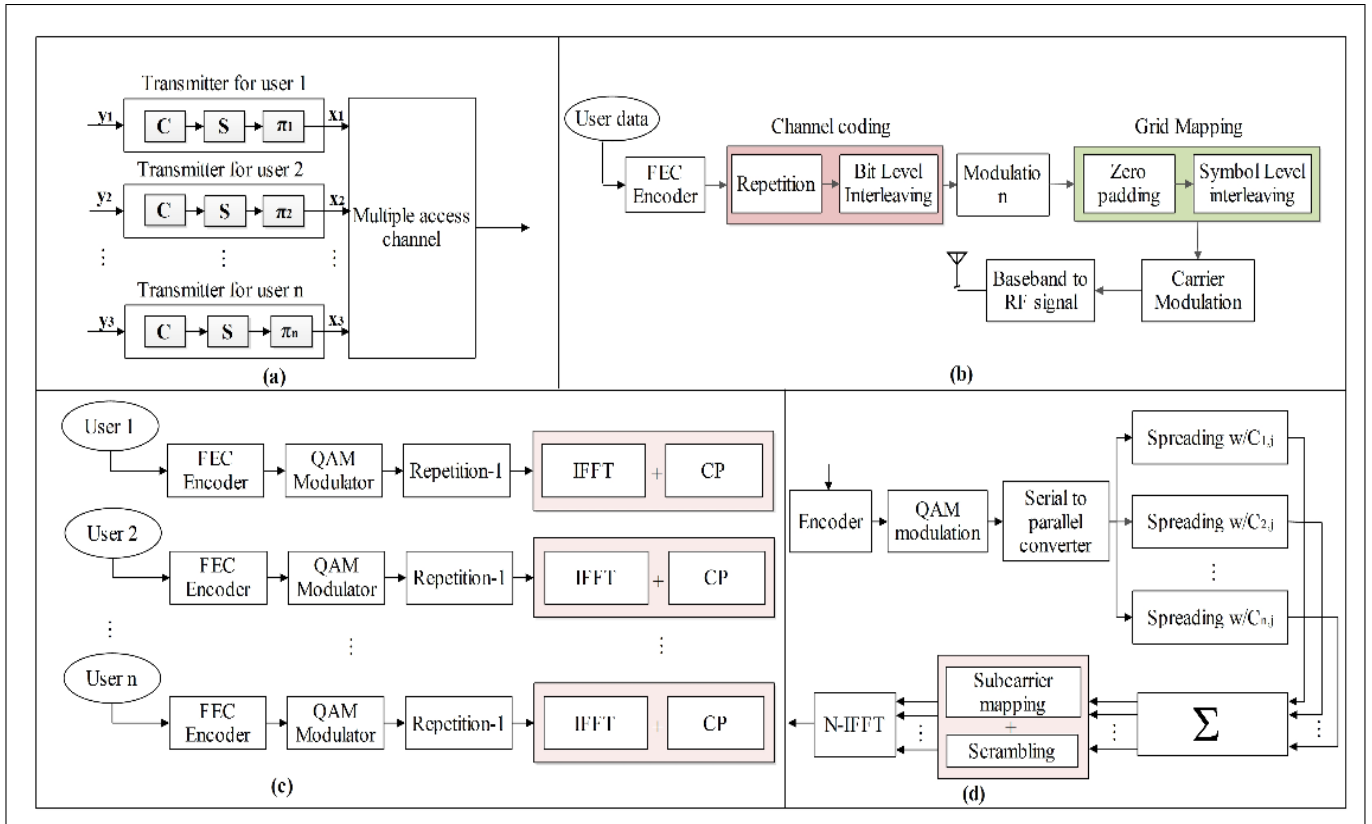 Transmitter for user 1
y1
C
S
π1
x1
Transmitter for user 2
y2
C
S
π2
x2
Multiple access
channel
Transmitter for user n
y3
C
S
πn
x3
(a)
User data
FEC
Encoder
Channel coding
Repetition
Bit Level
Interleaving
Modulatio
n
Grid Mapping
Zero
padding
Symbol Level
interleaving
Baseband to
RF signal
Carrier
Modulation
(b)
User 1
FEC
Encoder
QAM
Modulator
Repetition-1
IFFT
+
CP
User 2
FEC
Encoder
QAM
Modulator
Repetition-1
IFFT
+
CP
User n
FEC
Encoder
QAM
Modulator
Repetition-1
IFFT
+
CP
(c)
Encoder
QAM
modulation
Serial to
parallel
converter
Spreading w/C1,j
Spreading w/C2,j
Spreading w/Cn,j
N-IFFT
Subcarrier
mapping
+
Scrambling
Σ
(d)